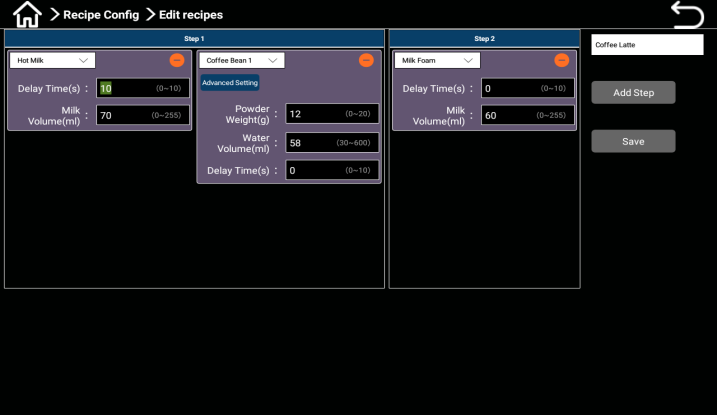 Recipe Config
Edit recipes
Step 1
Hot Milk
Delay Time(s) : 10 (0~10)
Milk Volume(ml) : 70 (0~255)
Coffee Bean 1
Advanced Setting
Powder Weight(g) : 12 (0~20)
Water Volume(ml) : 58 (30~600)
Delay Time(s) : 0 (0~10)
Step 2
Milk Foam
Delay Time(s) : 0 (0~10)
Milk Volume(ml) : 60 (0~255)
Coffee Latte
Add Step
Save